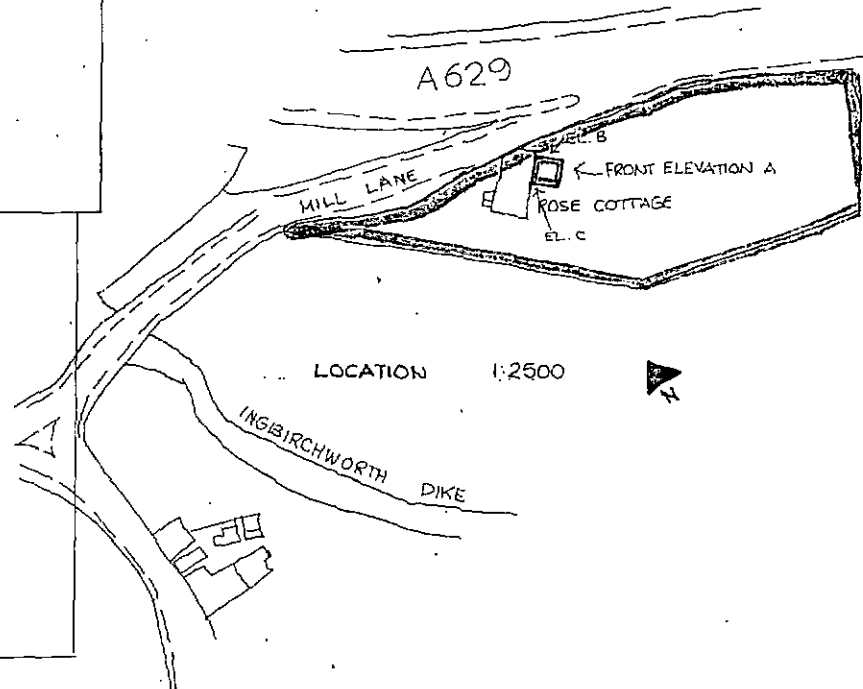 A629
EL. B
FRONT ELEVATION A
MILL LANE
ROSE COTTAGE
EL. C
LOCATION 1:2500
N
INGBIRCHWORTH DIKE